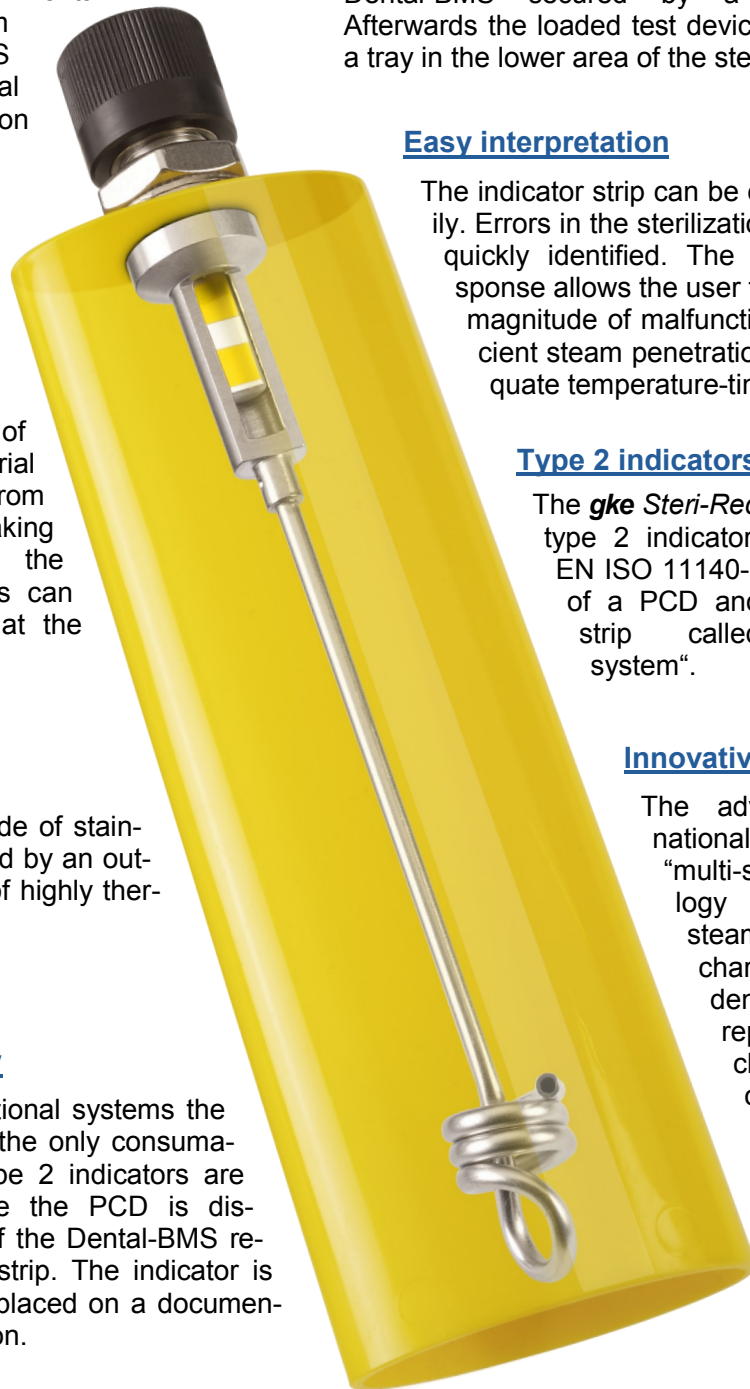 n
S
al
on
of
rial
rom
aking
the
s can
at the
de of stain-
d by an out-
of highly ther-
y
tional systems the
the only consuma-
pe 2 indicators are
e the PCD is dis-
f the Dental-BMS re-
strip. The indicator is
placed on a documen-
on.
Dental-BMS secured by a
Afterwards the loaded test devic
a tray in the lower area of the ste
Easy interpretation
The indicator strip can be
ily. Errors in the sterilizatio
quickly identified. The
sponse allows the user
magnitude of malfuncti
cient steam penetratio
quate temperature-tim
Type 2 indicators
The gke Steri-Rec
type 2 indicator
EN ISO 11140-
of a PCD and
strip called
system“.
Innovativ
The adv
national
“multi-s
logy
steam
char
der
rep
cl
c